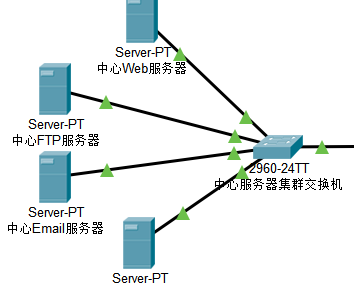 Server-PT
中心Web服务器
Server-PT
中心FTP服务器
2960-24TT
中心服务器集群交换机
Server-PT
中心Email服务器
Server-PT